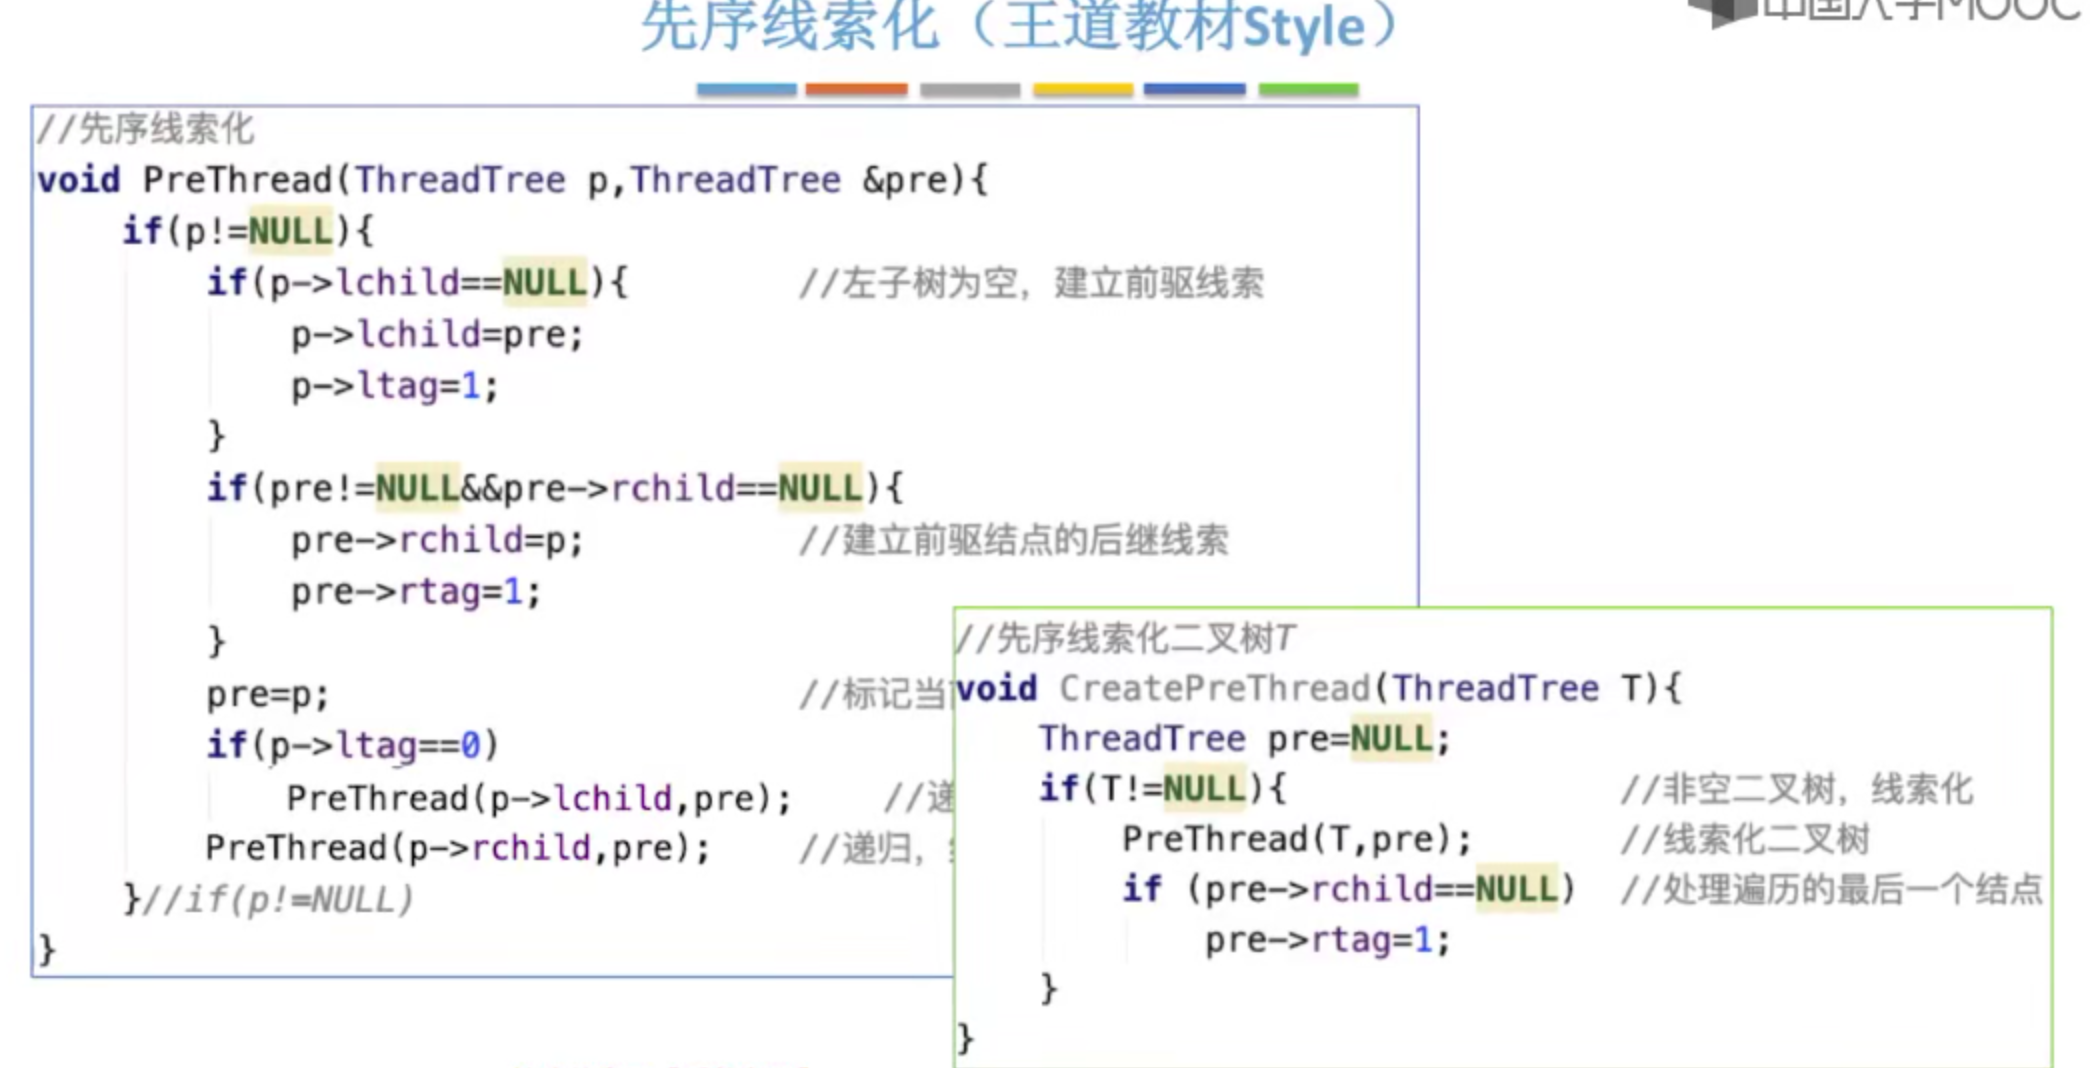 先序线索化（王道教材Style）
中国大学MOOC
//先序线索化
void PreThread(ThreadTree p,ThreadTree &pre){
if(p!=NULL){
if(p->lchild==NULL){ //左子树为空，建立前驱线索
p->lchild=pre;
p->ltag=1;
}
if(pre!=NULL&&pre->rchild==NULL){
pre->rchild=p; //建立前驱结点的后继线索
pre->rtag=1;
}
pre=p; //标记当
if(p->ltag==0)
PreThread(p->lchild,pre); //递
PreThread(p->rchild,pre); //递归，
}//if(p!=NULL)
}
//先序线索化二叉树T
void CreatePreThread(ThreadTree T){
ThreadTree pre=NULL;
if(T!=NULL){ //非空二叉树，线索化
PreThread(T,pre); //线索化二叉树
if (pre->rchild==NULL) //处理遍历的最后一个结点
pre->rtag=1;
}
}